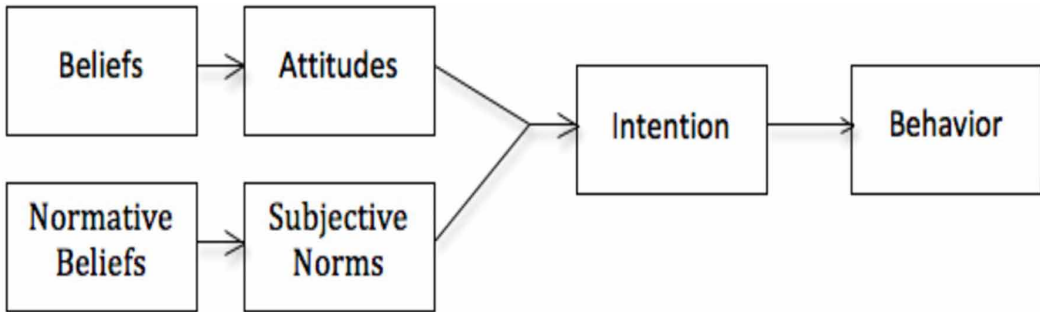 Beliefs
Attitudes
Intention
Behavior
Normative
Beliefs
Subjective
Norms